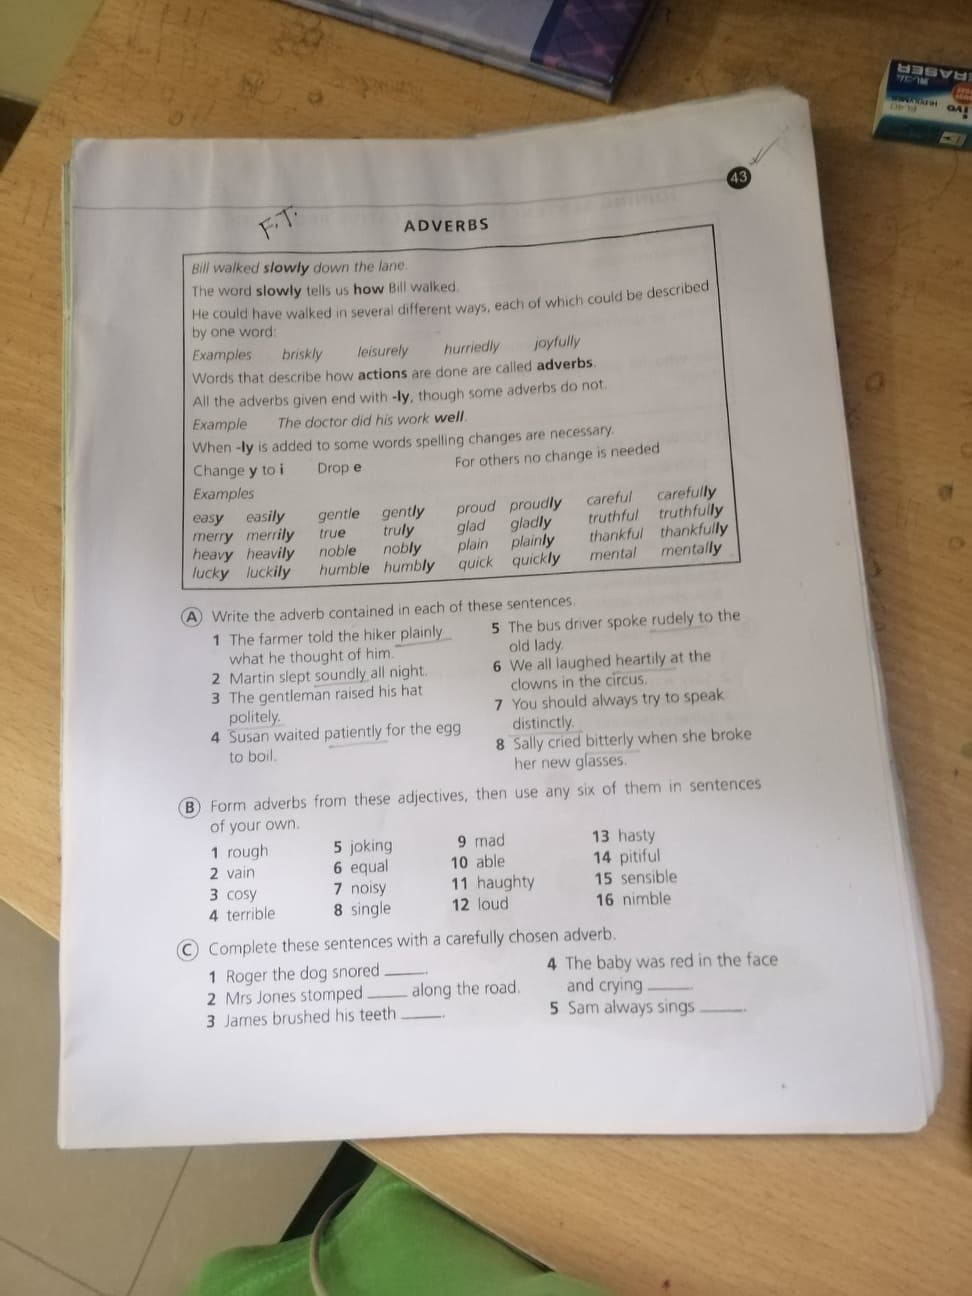 43
F.T.
ADVERBS
Bill walked slowly down the lane.
The word slowly tells us how Bill walked.
He could have walked in several different ways, each of which could be described
by one word:
Examples briskly leisurely hurriedly joyfully
Words that describe how actions are done are called adverbs.
All the adverbs given end with -ly, though some adverbs do not.
Example The doctor did his work well.
When -ly is added to some words spelling changes are necessary.
Change y to i Drop e For others no change is needed
Examples
easy easily gentle gently proud proudly careful carefully
merry merrily true truly glad gladly truthful truthfully
heavy heavily noble nobly plain plainly thankful thankfully
lucky luckily humble humbly quick quickly mental mentally
A Write the adverb contained in each of these sentences.
1 The farmer told the hiker plainly
what he thought of him.
2 Martin slept soundly all night.
3 The gentleman raised his hat
politely.
4 Susan waited patiently for the egg
to boil.
5 The bus driver spoke rudely to the
old lady.
6 We all laughed heartily at the
clowns in the circus.
7 You should always try to speak
distinctly.
8 Sally cried bitterly when she broke
her new glasses.
B Form adverbs from these adjectives, then use any six of them in sentences
of your own.
1 rough 5 joking 9 mad 13 hasty
2 vain 6 equal 10 able 14 pitiful
3 cosy 7 noisy 11 haughty 15 sensible
4 terrible 8 single 12 loud 16 nimble
C Complete these sentences with a carefully chosen adverb.
1 Roger the dog snored ____.
2 Mrs Jones stomped ____ along the road.
3 James brushed his teeth ____.
4 The baby was red in the face
and crying ____.
5 Sam always sings ____.
ERASER